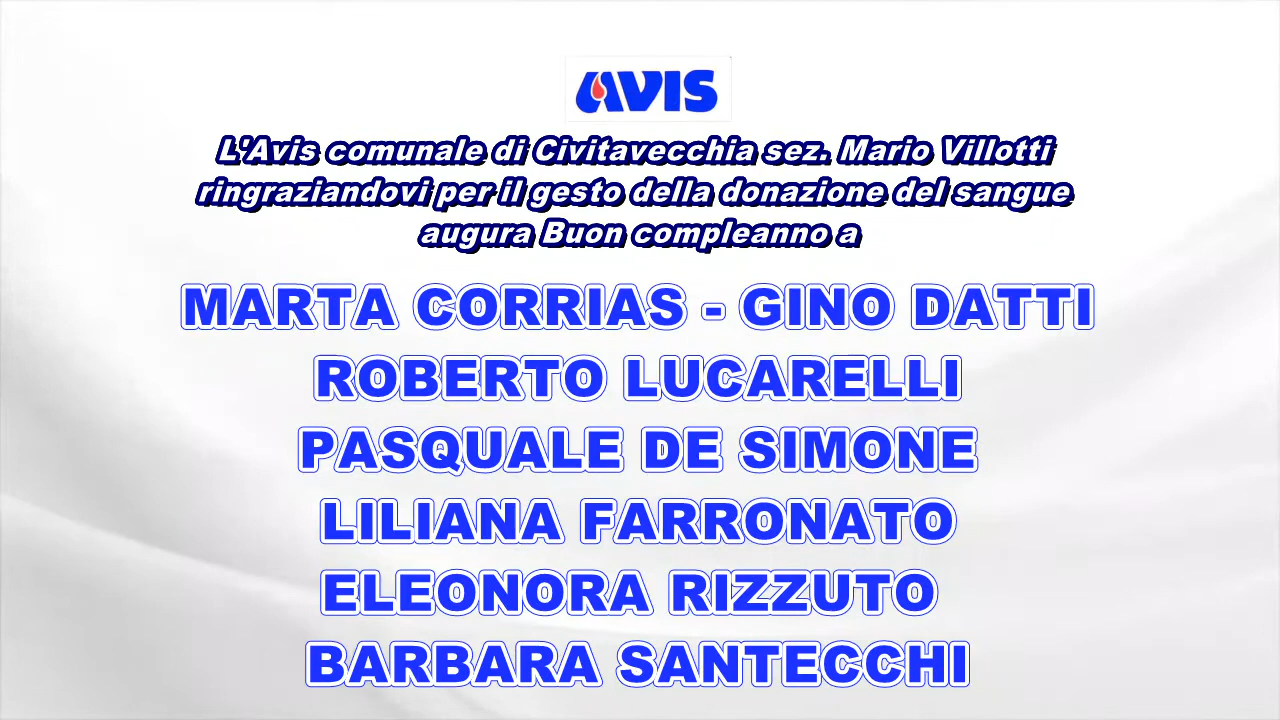 AVIS
L'Avis comunale di Civitavecchia sez. Mario Villotti
ringraziandovi per il gesto della donazione del sangue
augura Buon compleanno a
MARTA CORRIAS - GINO DATTI
ROBERTO LUCARELLI
PASQUALE DE SIMONE
LILIANA FARRONATO
ELEONORA RIZZUTO
BARBARA SANTECCHI